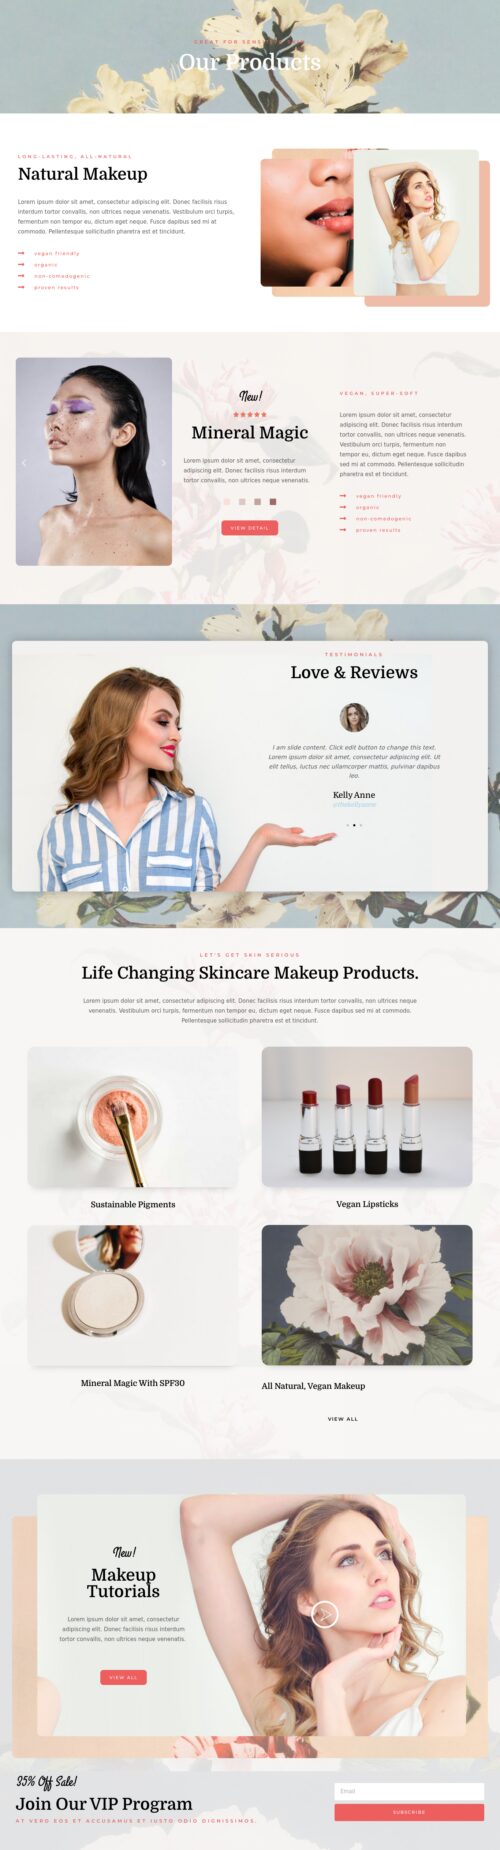 GREAT FOR SENSITIVE SKIN
Our Products
LONG-LASTING, ALL-NATURAL
Natural Makeup
Lorem ipsum dolor sit amet, consectetur adipiscing elit. Donec facilisis risus
interdum tortor convallis, non ultrices neque venenatis. Vestibulum orci turpis,
fermentum non tempor eu, dictum eget neque. Fusce dapibus sed mi at
commodo. Pellentesque sollicitudin pharetra est et tincidunt.
vegan friendly
organic
non-comedogenic
proven results
New!
Mineral Magic
Lorem ipsum dolor sit amet, consectetur
adipiscing elit. Donec facilisis risus interdum
tortor convallis, non ultrices neque venenatis.
VIEW DETAIL
VEGAN, SUPER-SOFT
Lorem ipsum dolor sit amet, consectetur
adipiscing elit. Donec facilisis risus
interdum tortor convallis, non ultrices
neque venenatis. Vestibulum orci turpis,
fermentum non tempor eu, dictum eget
neque. Fusce dapibus
sed mi at commodo. Pellentesque sollicitudin
pharetra est et tincidunt.
vegan friendly
organic
non-comedogenic
proven results
TESTIMONIALS
Love & Reviews
I am slide content. Click edit button to change this text.
Lorem ipsum dolor sit amet, consectetur adipiscing elit. Ut
elit tellus, luctus nec ullamcorper mattis, pulvinar dapibus
leo.
Kelly Anne
@thekellyanne
LET'S GET SKIN SERIOUS
Life Changing Skincare Makeup Products.
Lorem ipsum dolor sit amet, consectetur adipiscing elit. Donec facilisis risus interdum tortor convallis, non ultrices neque
venenatis. Vestibulum orci turpis, fermentum non tempor eu, dictum eget neque. Fusce dapibus sed mi at commodo.
Pellentesque sollicitudin pharetra est et tincidunt.
Sustainable Pigments
Vegan Lipsticks
Mineral Magic With SPF30
All Natural, Vegan Makeup
VIEW ALL
New!
Makeup
Tutorials
Lorem ipsum dolor sit amet, consectetur
adipiscing elit. Donec facilisis risus interdum
tortor convallis, non ultrices neque venenatis.
VIEW ALL
35% Off Sale!
Join Our VIP Program
AT VERO EOS ET ACCUSAMUS ET IUSTO ODIO DIGNISSIMOS.
Email
SUBSCRIBE